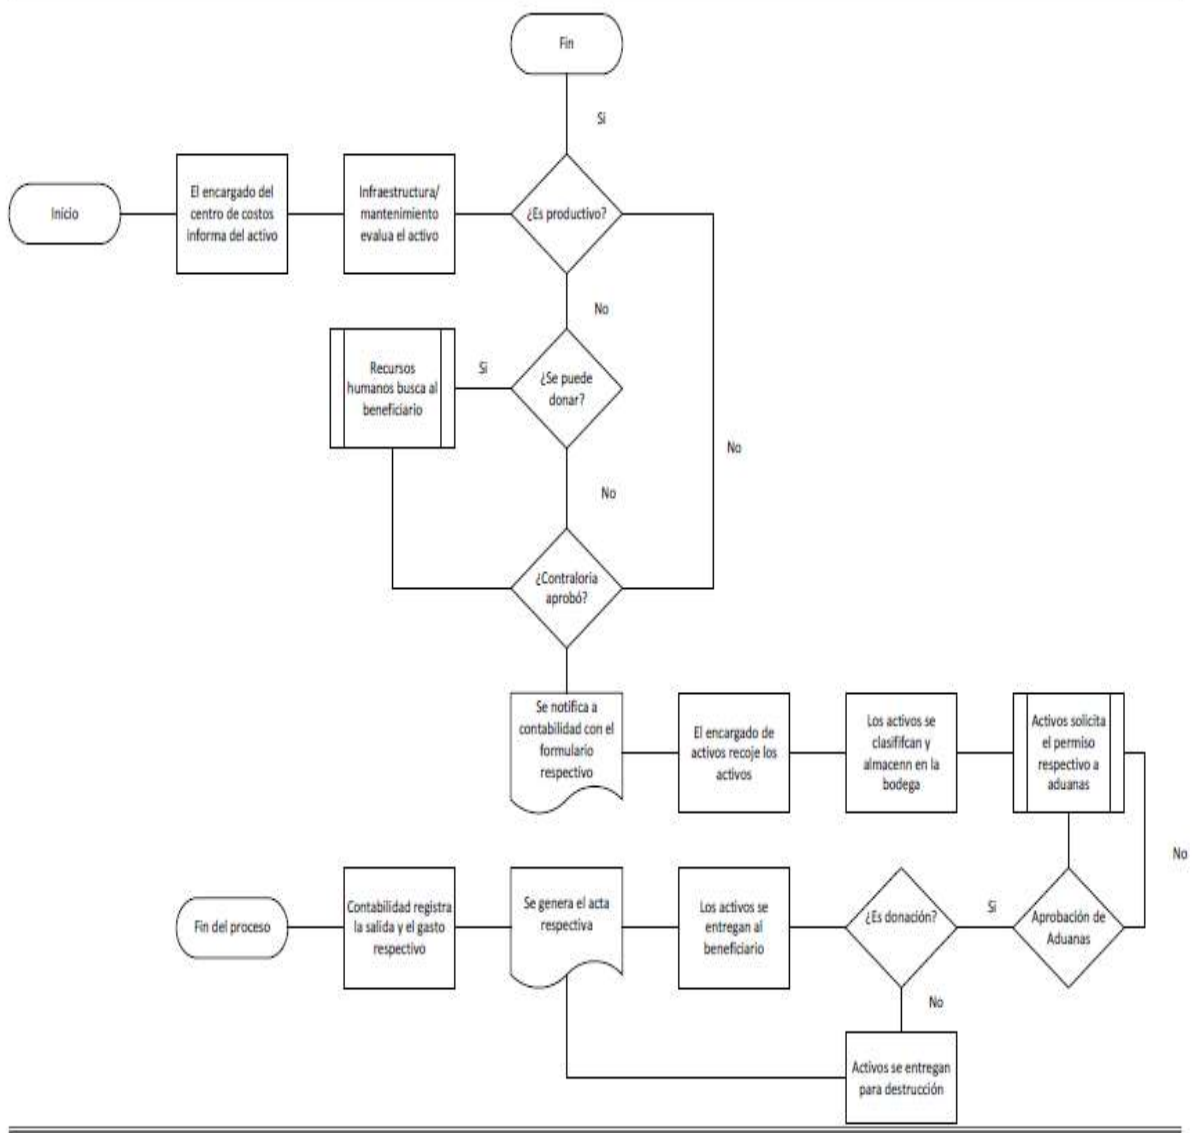 Fin
Si
Inicio
El encargado del
centro de costos
informa del activo
Infraestructura/
mantenimiento
evalua el activo
¿Es productivo?
No
Recursos
humanos busca al
beneficiario
Si
¿Se puede
donar?
No
No
¿Contraloria
aprobó?
Se notifica a
contabilidad con el
formulario
respectivo
El encargado de
activos recoje los
activos
Los activos se
clasififcan y
almacenn en la
bodega
Activos solicita
el permiso
respectivo a
aduanas
No
Fin del proceso
Contabilidad registra
la salida y el gasto
respectivo
Se genera el acta
respectiva
Los activos se
entregan al
beneficiario
¿Es donación?
Si
Aprobación de
Aduanas
No
Activos se entregan
para destrucción